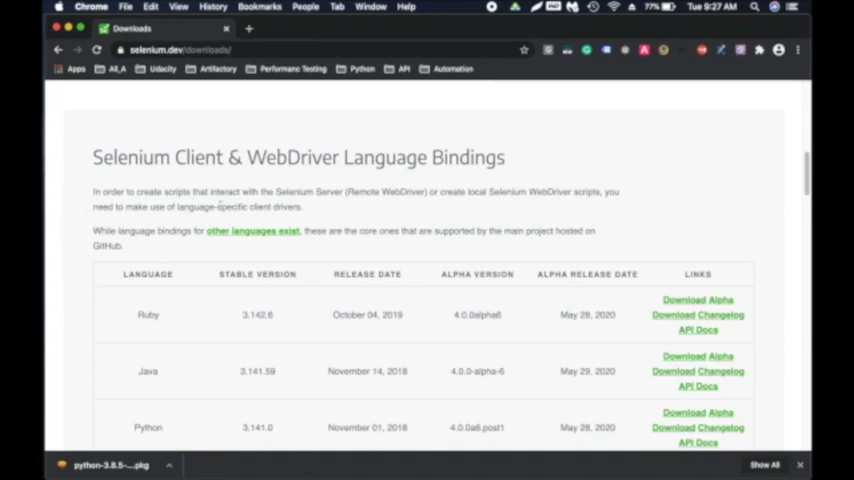 Chrome File Edit View History Bookmarks People Tab Window Help 77% Tue 9:27 AM
Downloads
selenium.dev/downloads/
Apps All_A Udacity Artifactory Performanc Testing Python API Automation
Selenium Client & WebDriver Language Bindings
In order to create scripts that interact with the Selenium Server (Remote WebDriver) or create local Selenium WebDriver scripts, you
need to make use of language-specific client drivers.
While language bindings for other languages exist, these are the core ones that are supported by the main project hosted on
GitHub.
LANGUAGE STABLE VERSION RELEASE DATE ALPHA VERSION ALPHA RELEASE DATE LINKS
Download Alpha
Ruby 3.142.6 October 04, 2019 4.0.0alpha6 May 28, 2020 Download Changelog
API Docs
Download Alpha
Java 3.141.59 November 14, 2018 4.0.0-alpha-6 May 29, 2020 Download Changelog
API Docs
Download Alpha
Python 3.141.0 November 01, 2018 4.0.0a6.post1 May 28, 2020 Download Changelog
API Docs
python-3.8.5-....pkg Show All